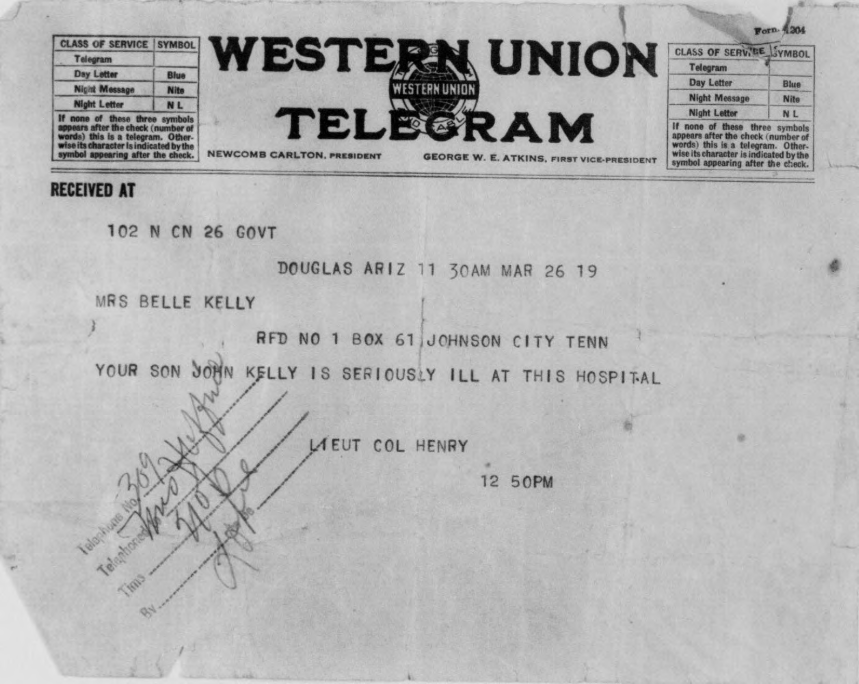 Form 1204
CLASS OF SERVICE SYMBOL
Telegram
Day Letter Blue
Night Message Nite
Night Letter N L
If none of these three symbols
appears after the check (number of
words) this is a telegram. Other-
wise its character is indicated by the
symbol appearing after the check.
WESTERN UNION
WESTERN UNION
TELEGRAM
NEWCOMB CARLTON, PRESIDENT GEORGE W. E. ATKINS, FIRST VICE-PRESIDENT
CLASS OF SERVICE SYMBOL
Telegram
Day Letter Blue
Night Message Nite
Night Letter N L
If none of these three symbols
appears after the check (number of
words) this is a telegram. Other-
wise its character is indicated by the
symbol appearing after the check.
RECEIVED AT
102 N CN 26 GOVT
DOUGLAS ARIZ 11 30AM MAR 26 19
MRS BELLE KELLY
RFD NO 1 BOX 61 JOHNSON CITY TENN
YOUR SON JOHN KELLY IS SERIOUSLY ILL AT THIS HOSPITAL
LIEUT COL HENRY
12 50PM
Telephone No. 309
Telephoned Mrs
Time
By